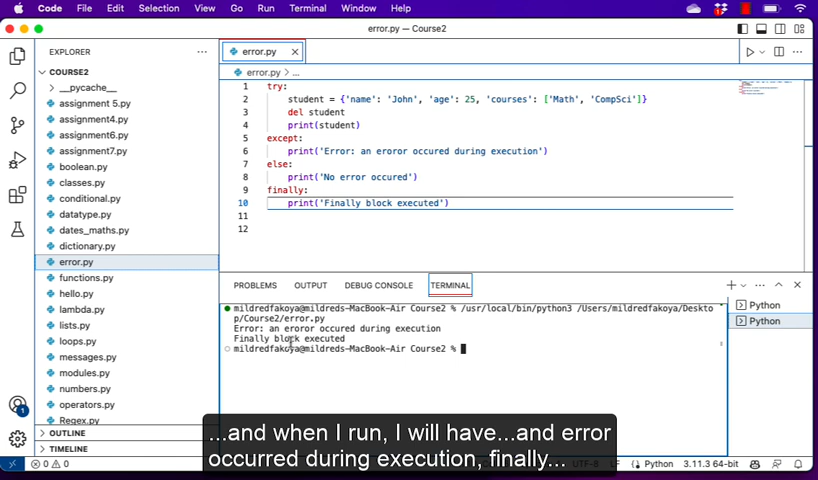 Code File Edit Selection View Go Run Terminal Window Help
error.py — Course2
EXPLORER
COURSE2
__pycache__
assignment 5.py
assignment4.py
assignment6.py
assignment7.py
boolean.py
classes.py
conditional.py
datatype.py
dates_maths.py
dictionary.py
error.py
functions.py
hello.py
lambda.py
lists.py
loops.py
messages.py
modules.py
numbers.py
operators.py
Regex.py
OUTLINE
TIMELINE
error.py
error.py > ...
1 try:
2 student = {'name': 'John', 'age': 25, 'courses': ['Math', 'CompSci']}
3 del student
4 print(student)
5 except:
6 print('Error: an eroror occured during execution')
7 else:
8 print('No error occured')
9 finally:
10 print('Finally block executed')
11
12
PROBLEMS OUTPUT DEBUG CONSOLE TERMINAL
mildredfakoya@mildreds-MacBook-Air Course2 % /usr/local/bin/python3 /Users/mildredfakoya/Deskto
p/Course2/error.py
Error: an eroror occured during execution
Finally block executed
mildredfakoya@mildreds-MacBook-Air Course2 %
Python
Python
1
0 0
UTF-8 LF Python 3.11.3 64-bit
...and when I run, I will have...and error
occurred during execution, finally...